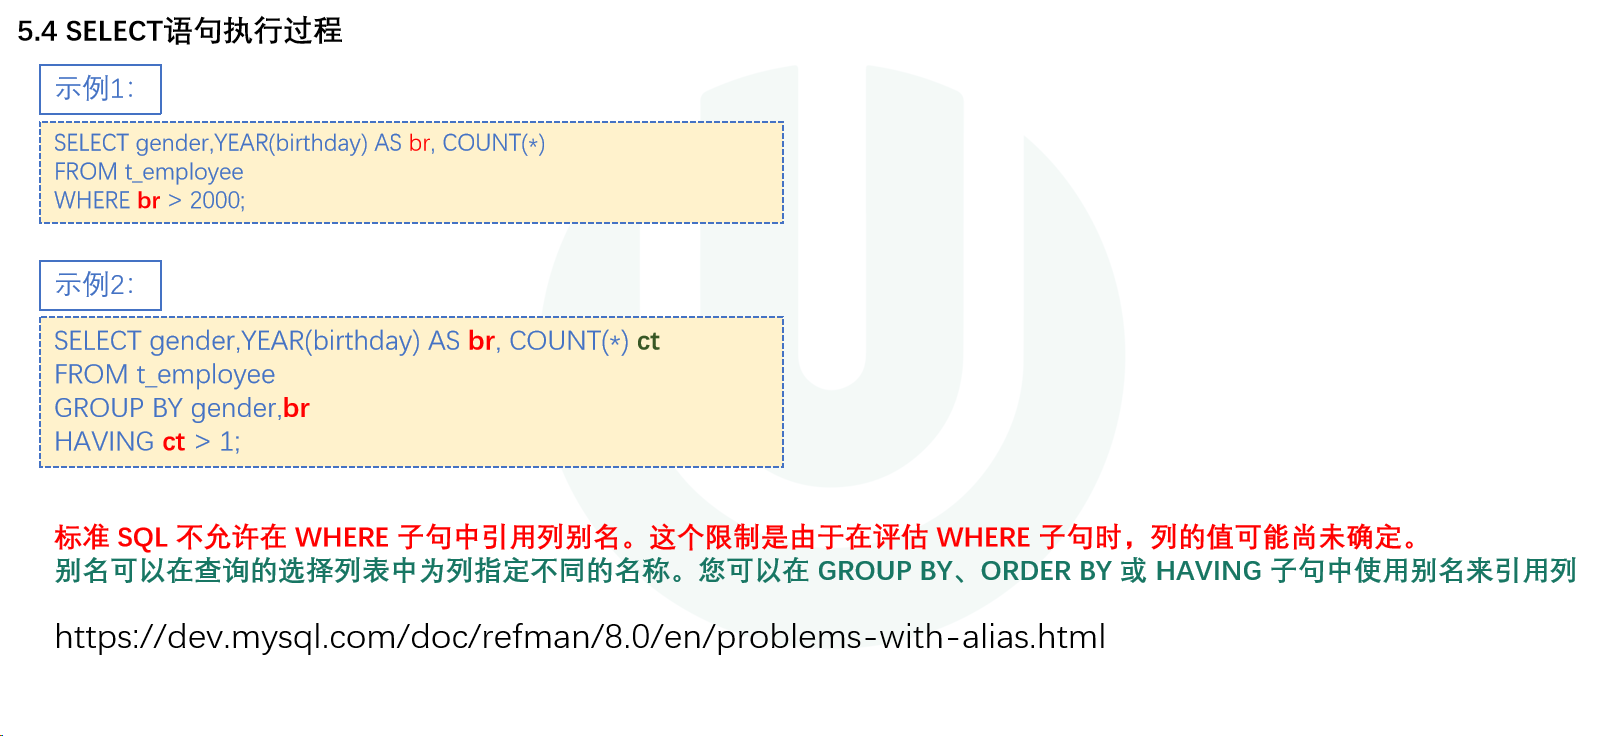 5.4 SELECT语句执行过程
示例1:
SELECT gender,YEAR(birthday) AS br, COUNT(*)
FROM t_employee
WHERE br > 2000;
示例2:
SELECT gender,YEAR(birthday) AS br, COUNT(*) ct
FROM t_employee
GROUP BY gender,br
HAVING ct > 1;
标准 SQL 不允许在 WHERE 子句中引用列别名。这个限制是由于在评估 WHERE 子句时，列的值可能尚未确定。
别名可以在查询的选择列表中为列指定不同的名称。您可以在 GROUP BY、ORDER BY 或 HAVING 子句中使用别名来引用列
https://dev.mysql.com/doc/refman/8.0/en/problems-with-alias.html